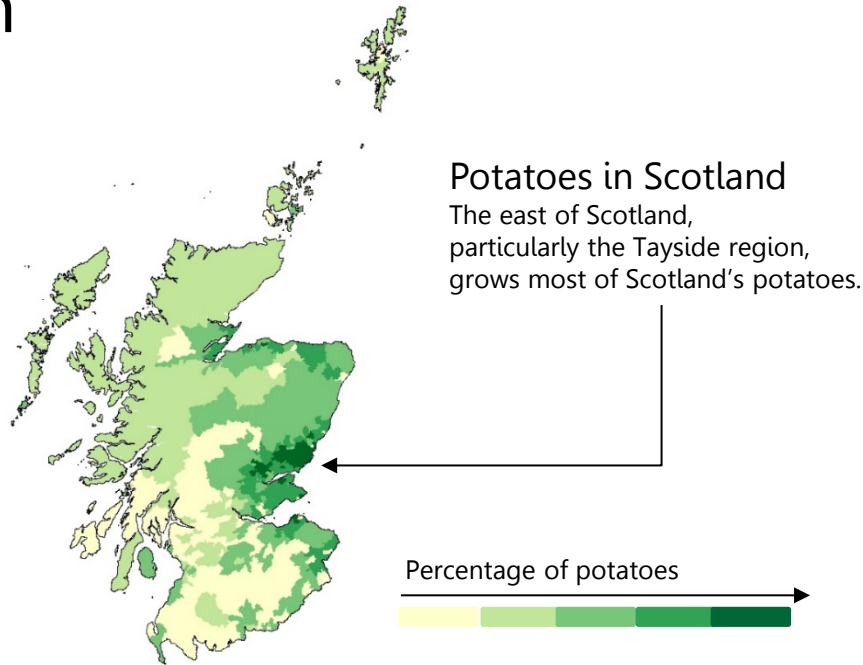 Potatoes in Scotland
The east of Scotland,
particularly the Tayside region,
grows most of Scotland's potatoes.
Percentage of potatoes